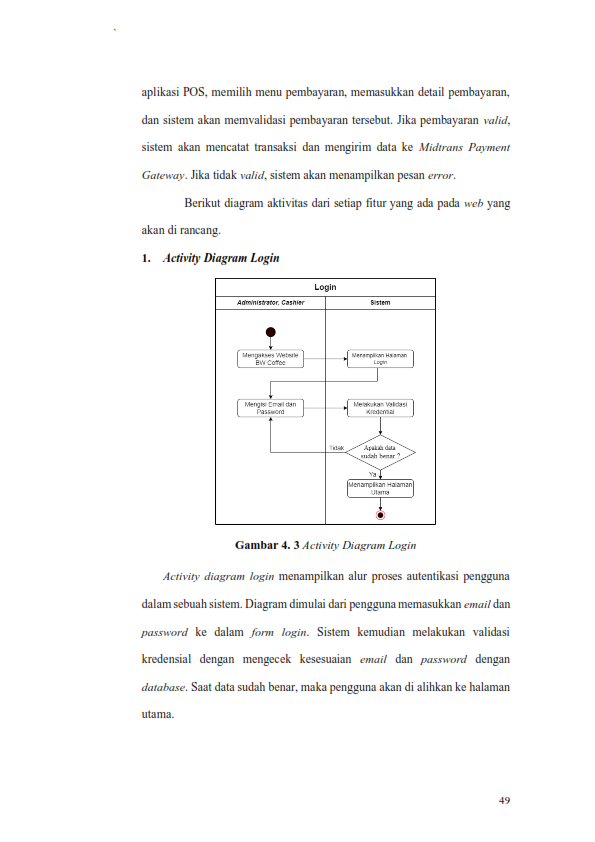 aplikasi POS, memilih menu pembayaran, memasukkan detail pembayaran,
dan sistem akan memvalidasi pembayaran tersebut. Jika pembayaran valid,
sistem akan mencatat transaksi dan mengirim data ke Midtrans Payment
Gateway. Jika tidak valid, sistem akan menampilkan pesan error.
Berikut diagram aktivitas dari setiap fitur yang ada pada web yang
akan di rancang.
1. Activity Diagram Login
Login
Administrator, Cashier
Sistem
Mengakses Website
BW Coffee
Menampilkan Halaman
Login
Mengisi Email dan
Password
Melakukan Validasi
Kredential
Tidak
Apakah data
sudah benar ?
Ya
Menampilkan Halaman
Utama
Gambar 4. 3 Activity Diagram Login
Activity diagram login menampilkan alur proses autentikasi pengguna
dalam sebuah sistem. Diagram dimulai dari pengguna memasukkan email dan
password ke dalam form login. Sistem kemudian melakukan validasi
kredensial dengan mengecek kesesuaian email dan password dengan
database. Saat data sudah benar, maka pengguna akan di alihkan ke halaman
utama.
49